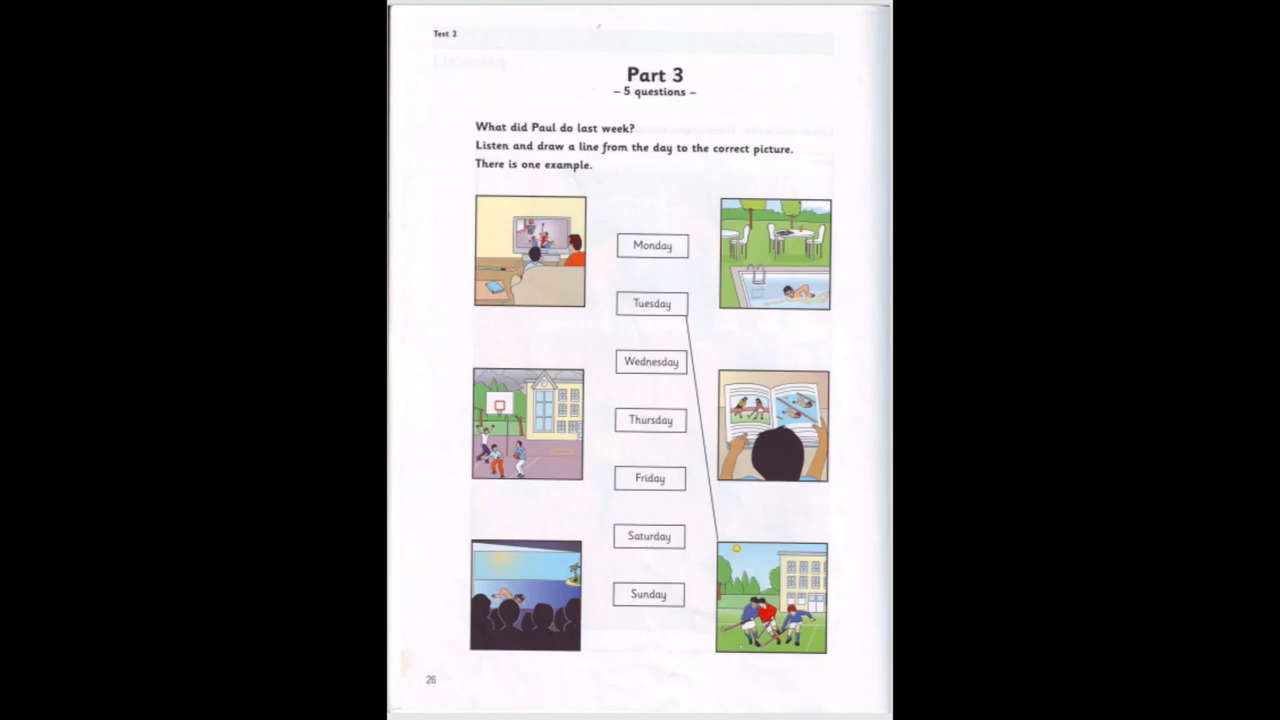 Test 2
Part 3
– 5 questions –
What did Paul do last week?
Listen and draw a line from the day to the correct picture.
There is one example.
Monday
Tuesday
Wednesday
Thursday
Friday
Saturday
Sunday
26